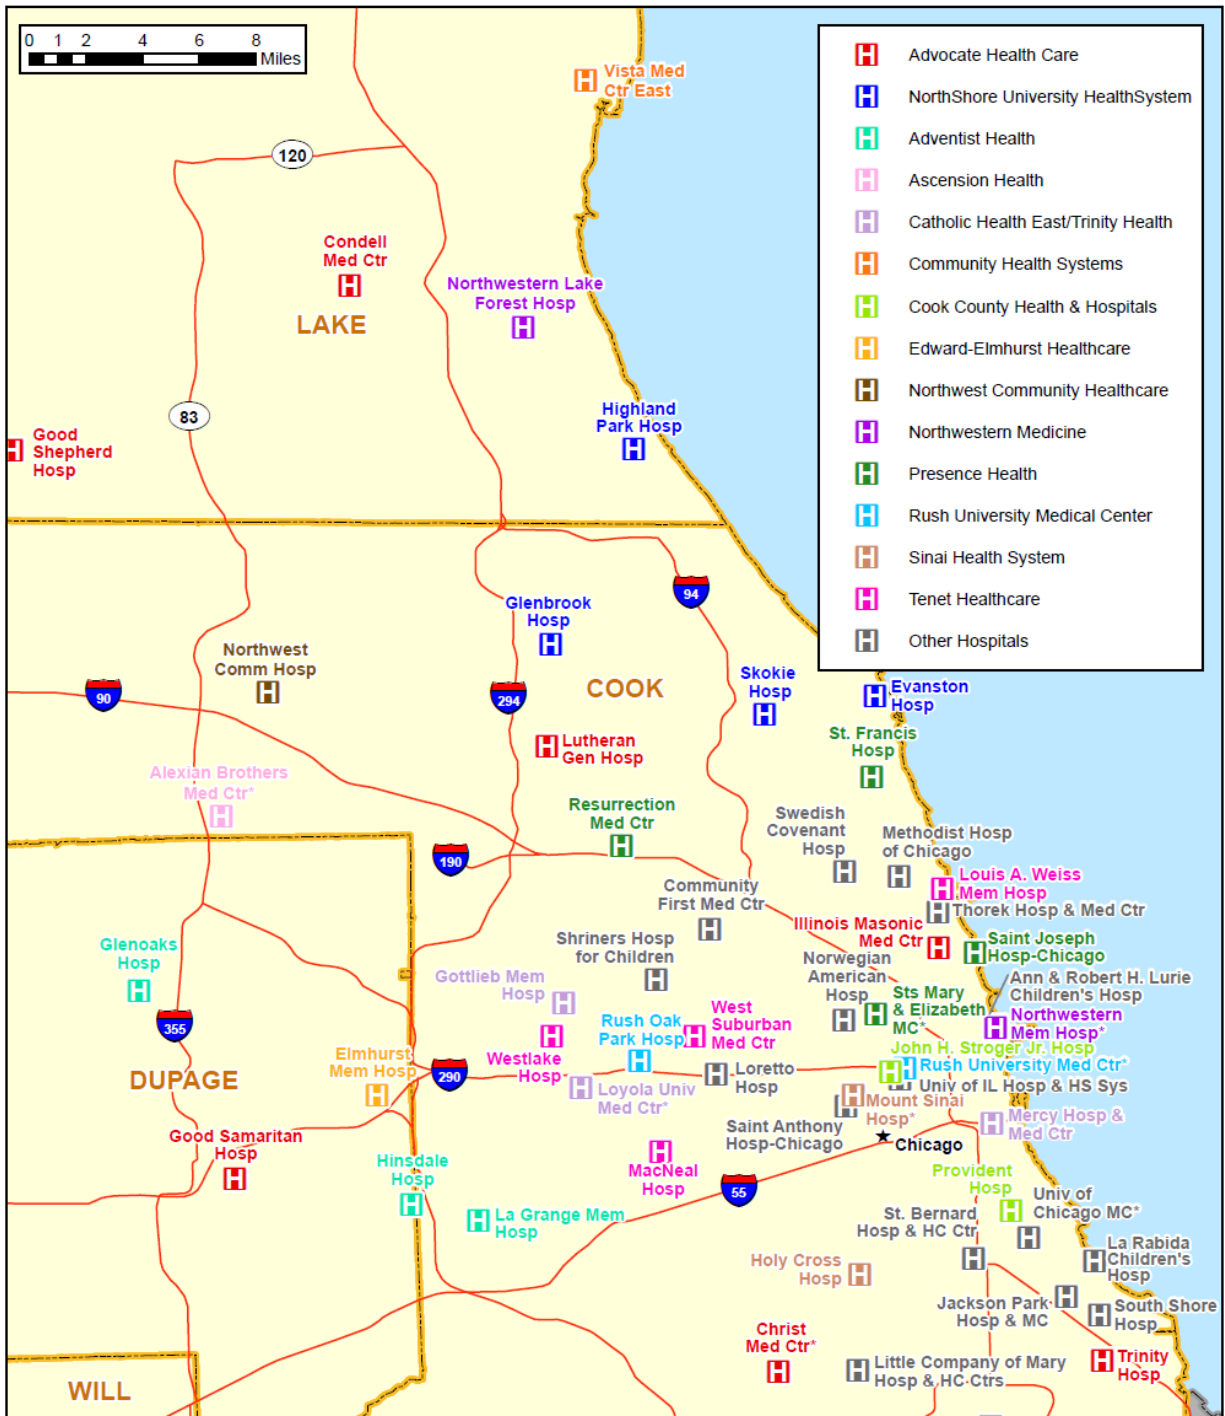 0 1 2 4 6 8
Miles
Advocate Health Care
NorthShore University HealthSystem
Adventist Health
Ascension Health
Catholic Health East/Trinity Health
Community Health Systems
Cook County Health & Hospitals
Edward-Elmhurst Healthcare
Northwest Community Healthcare
Northwestern Medicine
Presence Health
Rush University Medical Center
Sinai Health System
Tenet Healthcare
Other Hospitals
Vista Med
Ctr East
120
Condell
Med Ctr
LAKE
Northwestern Lake
Forest Hosp
83
Good
Shepherd
Hosp
Highland
Park Hosp
94
Glenbrook
Hosp
Northwest
Comm Hosp
90
294
COOK
Skokie
Hosp
Evanston
Hosp
St. Francis
Hosp
Lutheran
Gen Hosp
Alexian Brothers
Med Ctr*
Resurrection
Med Ctr
Swedish
Covenant
Hosp
Methodist Hosp
of Chicago
190
Community
First Med Ctr
Louis A. Weiss
Mem Hosp
Thorek Hosp & Med Ctr
Illinois Masonic
Med Ctr
Saint Joseph
Hosp-Chicago
Glenoaks
Hosp
Shriners Hosp
for Children
Norwegian
American
Hosp
Gottlieb Mem
Hosp
Ann & Robert H. Lurie
Children's Hosp
Sts Mary
& Elizabeth
MC*
Northwestern
Mem Hosp*
355
Rush Oak
Park Hosp
West
Suburban
Med Ctr
Elmhurst
Mem Hosp
Westlake
Hosp
John H. Stroger Jr. Hosp
Rush University Med Ctr*
Univ of IL Hosp & HS Sys
DUPAGE
290
Loretto
Hosp
Loyola Univ
Med Ctr*
Mount Sinai
Hosp*
Mercy Hosp &
Med Ctr
Saint Anthony
Hosp-Chicago
Chicago
Good Samaritan
Hosp
Hinsdale
Hosp
MacNeal
Hosp
55
Provident
Hosp
Univ of
Chicago MC*
La Grange Mem
Hosp
St. Bernard
Hosp & HC Ctr
La Rabida
Children's
Hosp
Holy Cross
Hosp
Jackson Park
Hosp & MC
South Shore
Hosp
Christ
Med Ctr*
Little Company of Mary
Hosp & HC Ctrs
Trinity
Hosp
WILL